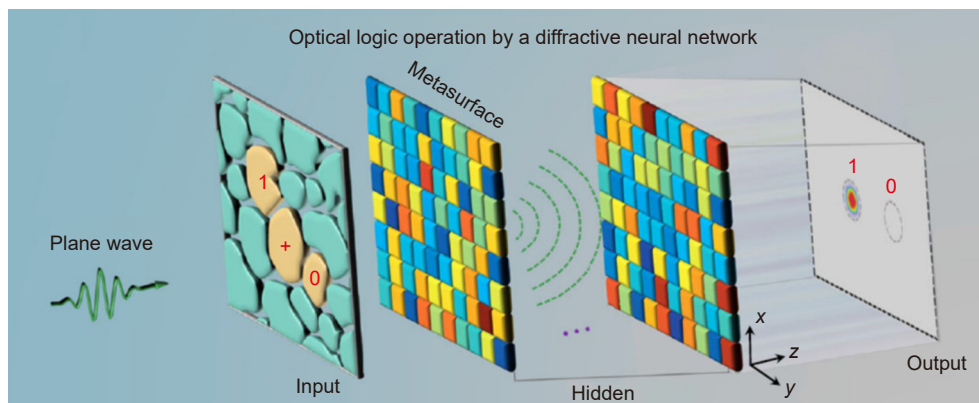 Optical logic operation by a diffractive neural network
Metasurface
Plane wave
1
+
0
1
0
x
z
y
Input
Hidden
Output